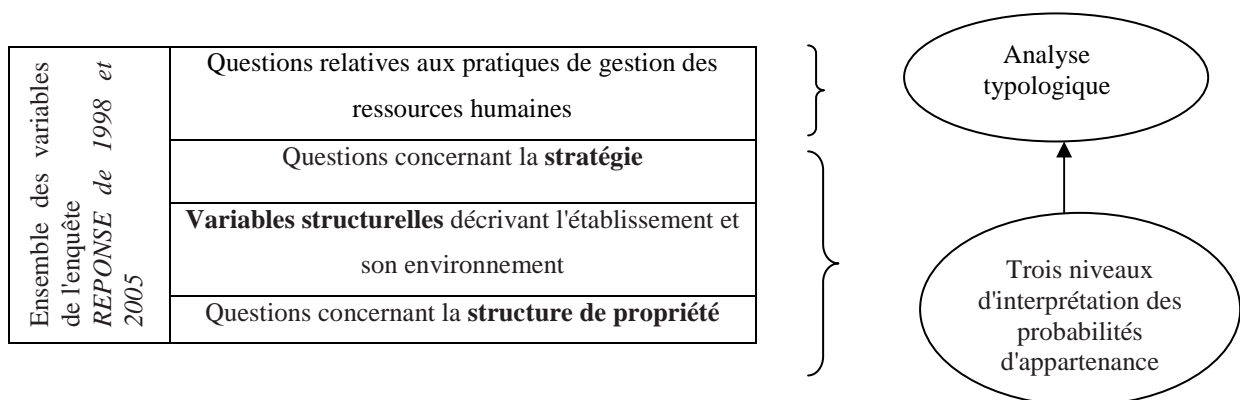 Ensemble des variables
de l'enquête
REPONSE de 1998 et
2005
Questions relatives aux pratiques de gestion des
ressources humaines
Questions concernant la stratégie
Variables structurelles décrivant l'établissement et
son environnement
Questions concernant la structure de propriété
Analyse
typologique
Trois niveaux
d'interprétation des
probabilités
d'appartenance